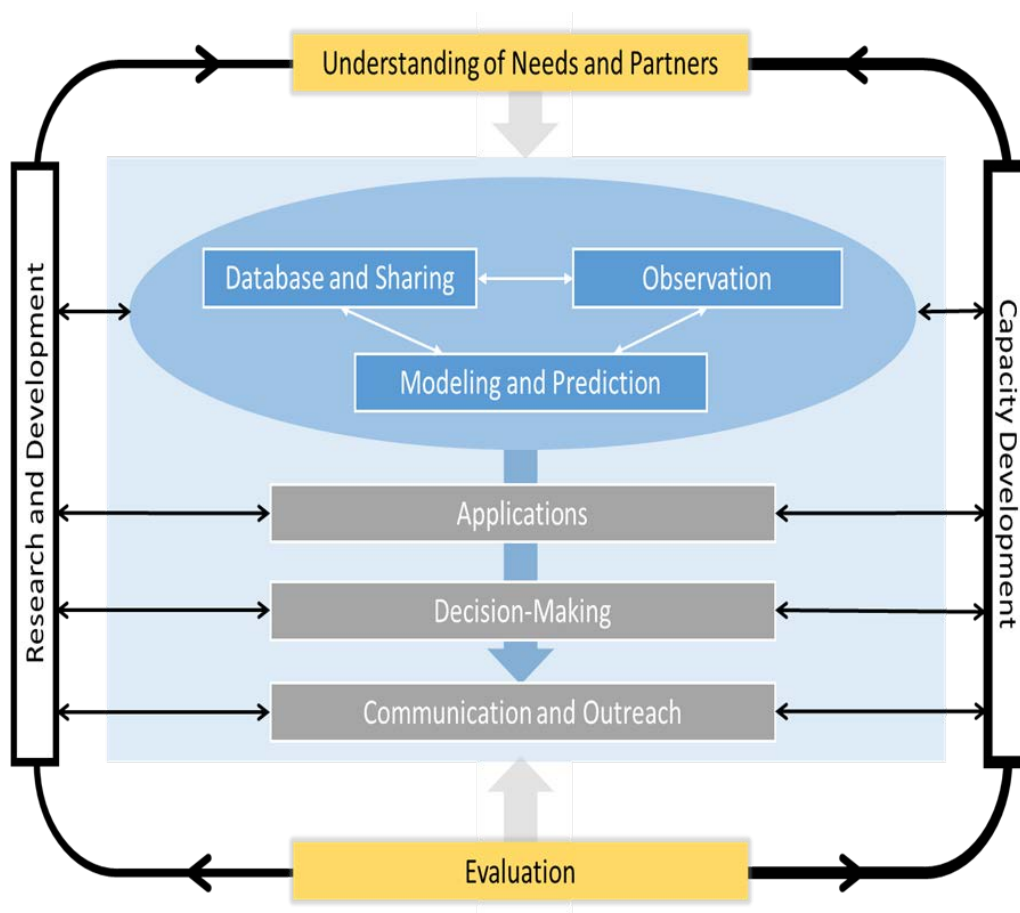 Understanding of Needs and Partners
Research and Development
Database and Sharing
Observation
Modeling and Prediction
Capacity Development
Applications
Decision-Making
Communication and Outreach
Evaluation